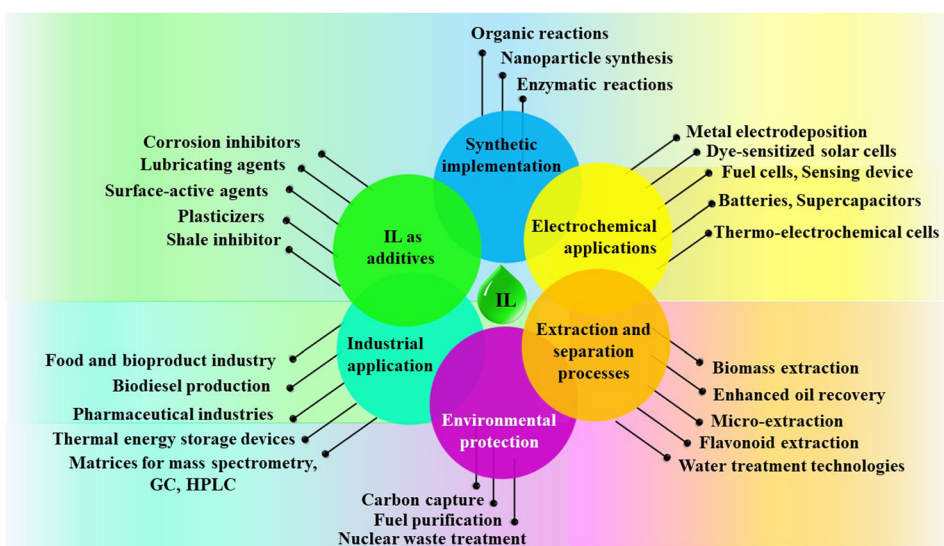 Organic reactions
Nanoparticle synthesis
Enzymatic reactions
Synthetic
implementation
Metal electrodeposition
Dye-sensitized solar cells
Fuel cells, Sensing device
Batteries, Supercapacitors
Thermo-electrochemical cells
Electrochemical
applications
Corrosion inhibitors
Lubricating agents
Surface-active agents
Plasticizers
Shale inhibitor
IL as
additives
IL
Industrial
application
Food and bioproduct industry
Biodiesel production
Pharmaceutical industries
Thermal energy storage devices
Matrices for mass spectrometry,
GC, HPLC
Extraction and
separation
processes
Biomass extraction
Enhanced oil recovery
Micro-extraction
Flavonoid extraction
Water treatment technologies
Environmental
protection
Carbon capture
Fuel purification
Nuclear waste treatment